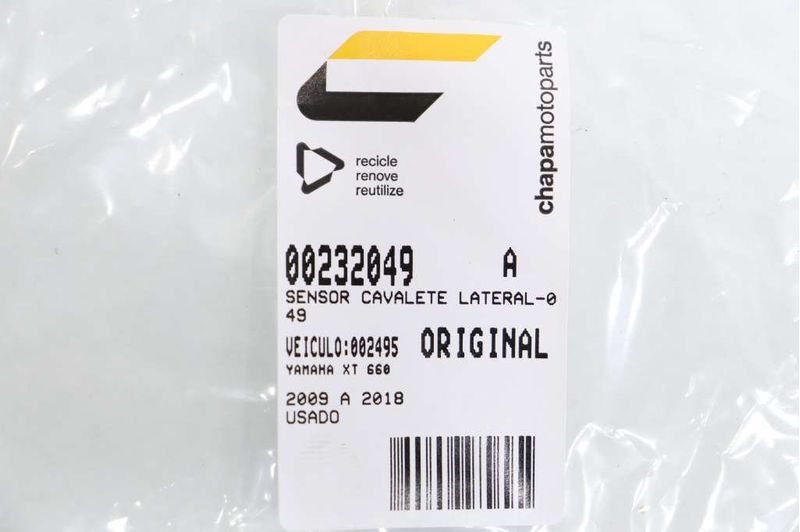 chapamotoparts
recicle
renove
reutilize
00232049 A
SENSOR CAVALETE LATERAL-0
49
VEICULO:002495 ORIGINAL
YAMAHA XT 660
2009 A 2018
USADO